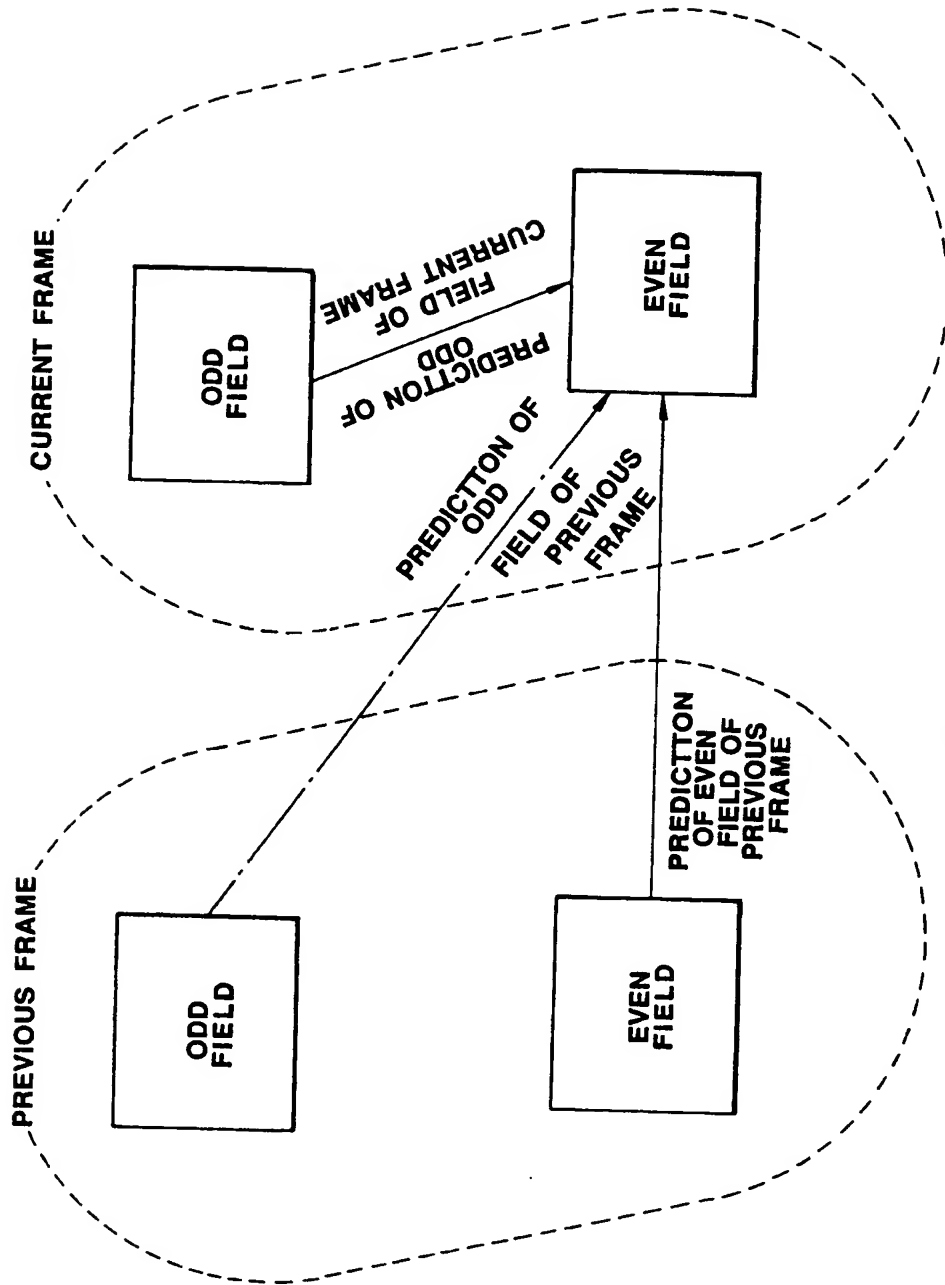 PREVIOUS FRAME
ODD
FIELD
EVEN
FIELD
PREDICTTON
OF EVEN
FIELD OF
PREVIOUS
FRAME
CURRENT FRAME
ODD
FIELD
PREDICTTON OF
ODD
FIELD OF
CURRENT FRAME
PREDICTTON OF
ODD
FIELD OF
PREVIOUS
FRAME
EVEN
FIELD